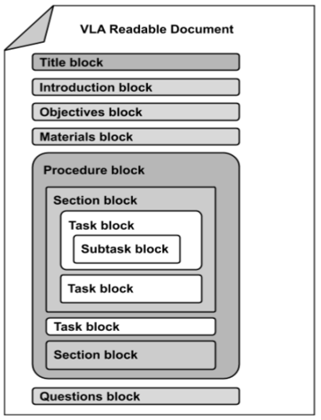 VLA Readable Document
Title block
Introduction block
Objectives block
Materials block
Procedure block
Section block
Task block
Subtask block
Task block
Task block
Section block
Questions block